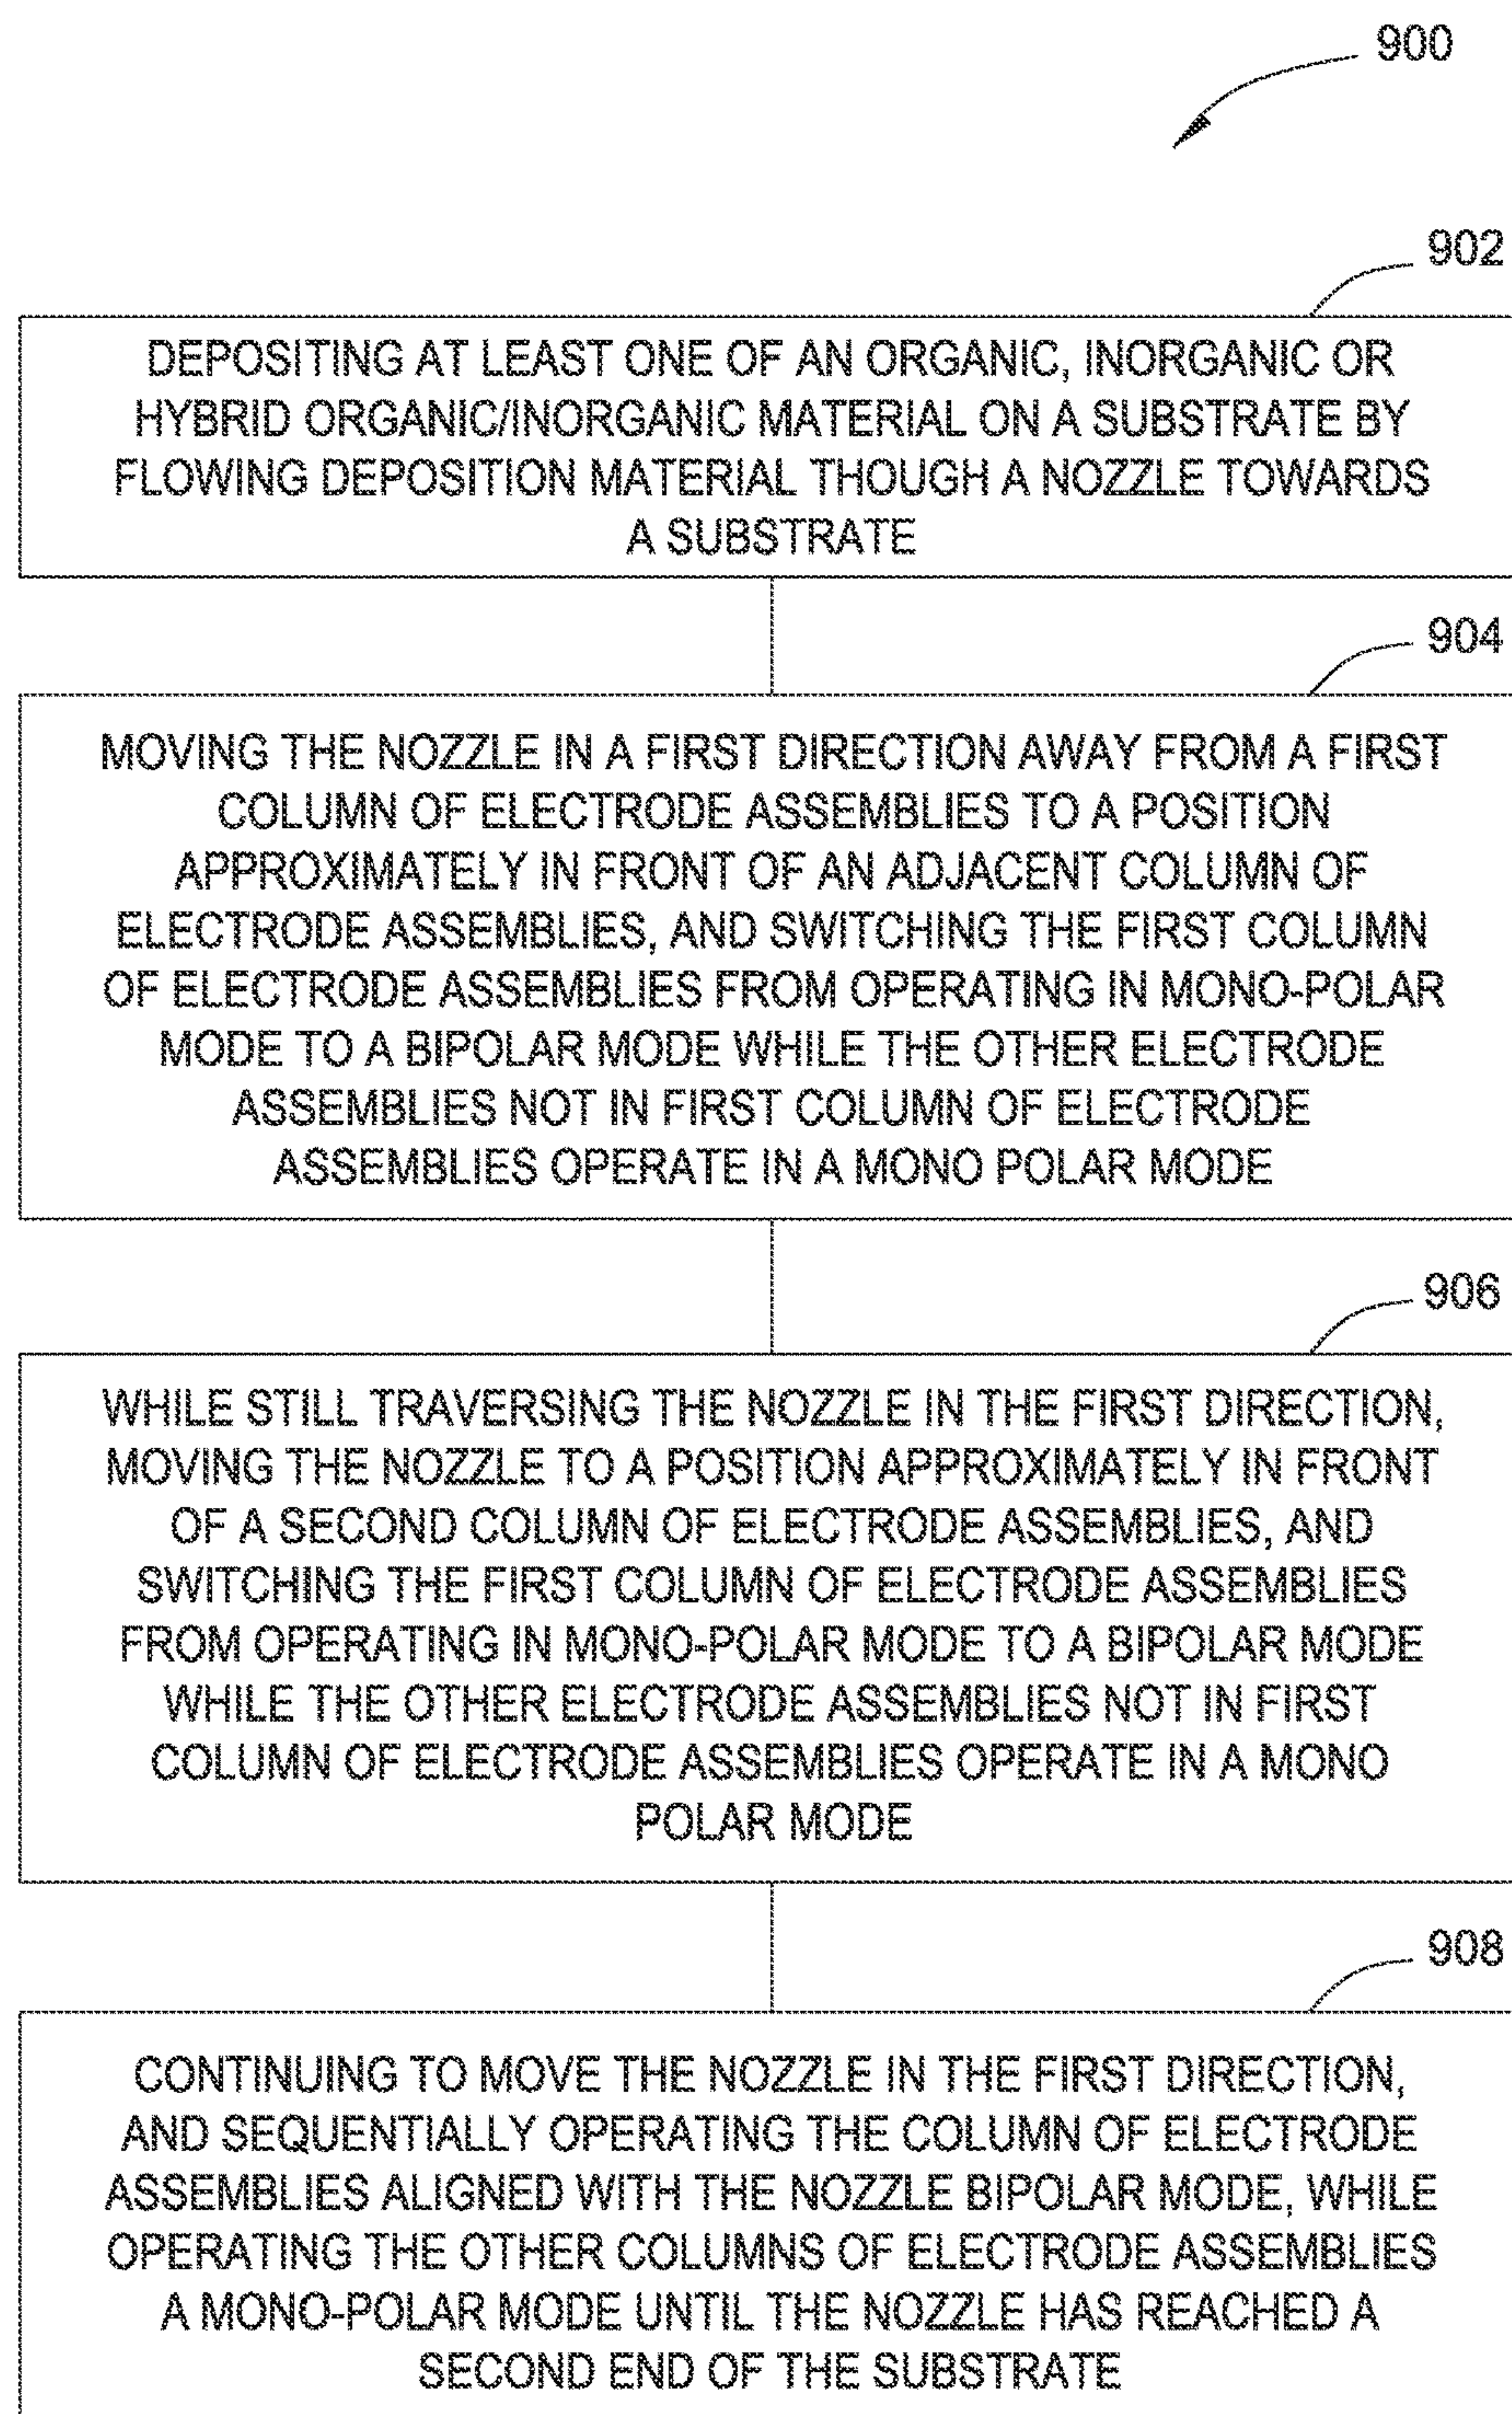 900
902
DEPOSITING AT LEAST ONE OF AN ORGANIC, INORGANIC OR
HYBRID ORGANIC/INORGANIC MATERIAL ON A SUBSTRATE BY
FLOWING DEPOSITION MATERIAL THOUGH A NOZZLE TOWARDS
A SUBSTRATE
904
MOVING THE NOZZLE IN A FIRST DIRECTION AWAY FROM A FIRST
COLUMN OF ELECTRODE ASSEMBLIES TO A POSITION
APPROXIMATELY IN FRONT OF AN ADJACENT COLUMN OF
ELECTRODE ASSEMBLIES, AND SWITCHING THE FIRST COLUMN
OF ELECTRODE ASSEMBLIES FROM OPERATING IN MONO-POLAR
MODE TO A BIPOLAR MODE WHILE THE OTHER ELECTRODE
ASSEMBLIES NOT IN FIRST COLUMN OF ELECTRODE
ASSEMBLIES OPERATE IN A MONO POLAR MODE
906
WHILE STILL TRAVERSING THE NOZZLE IN THE FIRST DIRECTION,
MOVING THE NOZZLE TO A POSITION APPROXIMATELY IN FRONT
OF A SECOND COLUMN OF ELECTRODE ASSEMBLIES, AND
SWITCHING THE FIRST COLUMN OF ELECTRODE ASSEMBLIES
FROM OPERATING IN MONO-POLAR MODE TO A BIPOLAR MODE
WHILE THE OTHER ELECTRODE ASSEMBLIES NOT IN FIRST
COLUMN OF ELECTRODE ASSEMBLIES OPERATE IN A MONO
POLAR MODE
908
CONTINUING TO MOVE THE NOZZLE IN THE FIRST DIRECTION,
AND SEQUENTIALLY OPERATING THE COLUMN OF ELECTRODE
ASSEMBLIES ALIGNED WITH THE NOZZLE BIPOLAR MODE, WHILE
OPERATING THE OTHER COLUMNS OF ELECTRODE ASSEMBLIES
A MONO-POLAR MODE UNTIL THE NOZZLE HAS REACHED A
SECOND END OF THE SUBSTRATE